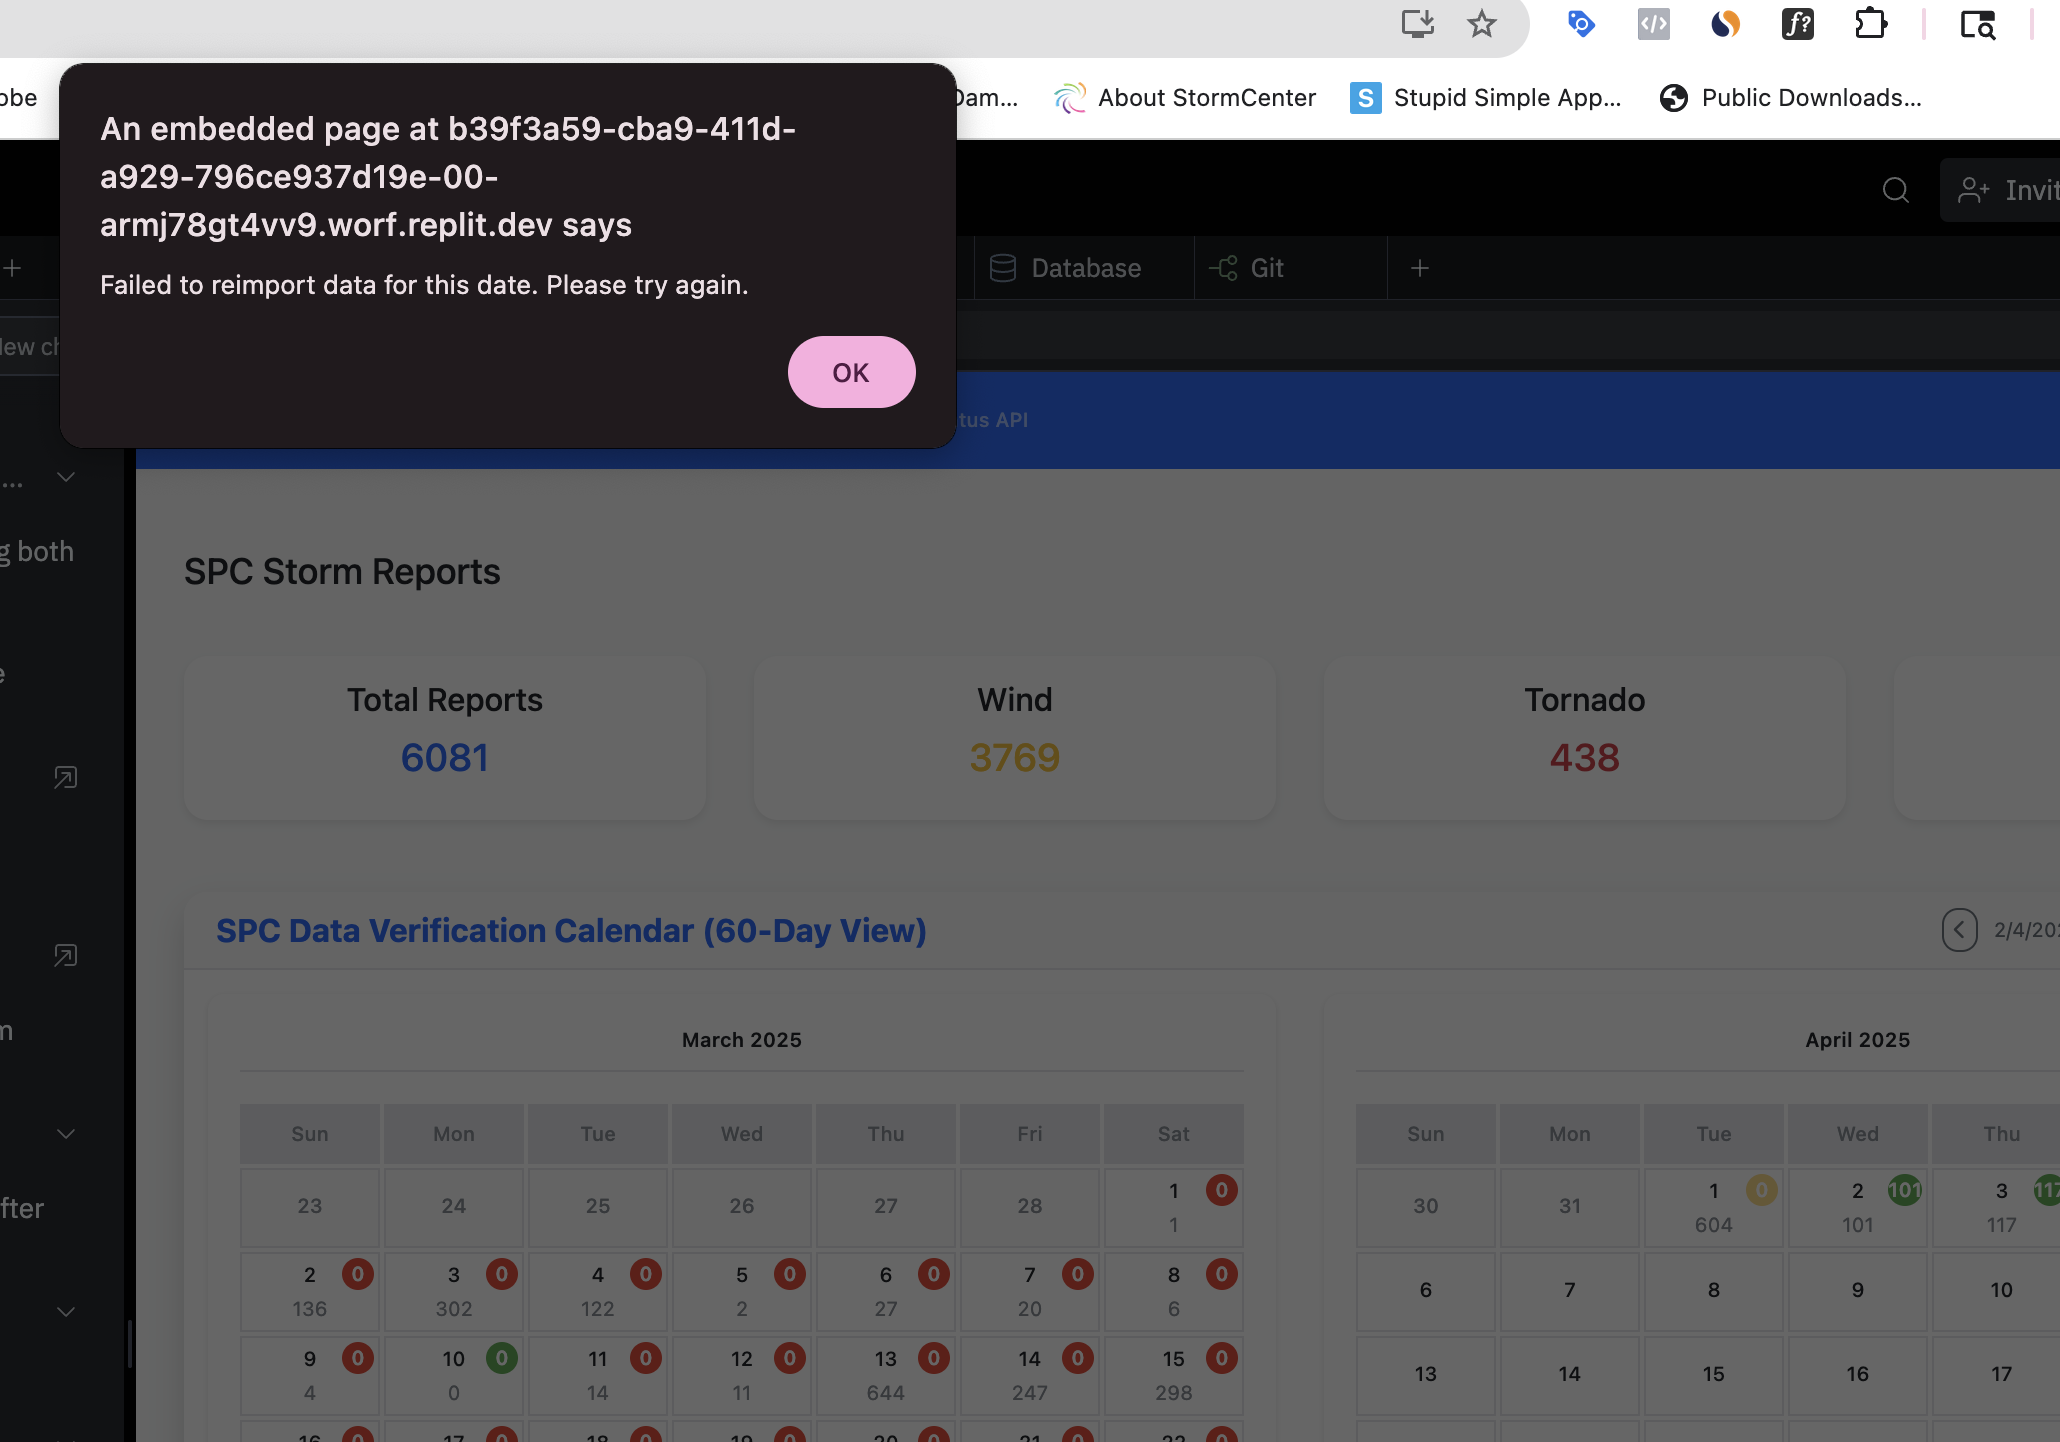 An embedded page at b39f3a59-cba9-411d-
a929-796ce937d19e-00-
armj78gt4vv9.worf.replit.dev says
Failed to reimport data for this date. Please try again.
OK
obe
Dam...
About StormCenter
S
Stupid Simple App...
Public Downloads...
f?
Invit
Database
Git
New ch
tus API
...
g both
e
m
fter
SPC Storm Reports
Total Reports
6081
Wind
3769
Tornado
438
SPC Data Verification Calendar (60-Day View)
2/4/202
March 2025
Sun Mon Tue Wed Thu Fri Sat
23 24 25 26 27 28 1 0
1
2 0 3 0 4 0 5 0 6 0 7 0 8 0
136 302 122 2 27 20 6
9 0 10 0 11 0 12 0 13 0 14 0 15 0
4 0 14 11 644 247 298
16 0 17 0 18 0 19 0 20 0 21 0 22 0
April 2025
Sun Mon Tue Wed Thu
30 31 1 0 2 101 3 117
604 101 117
6 7 8 9 10
13 14 15 16 17